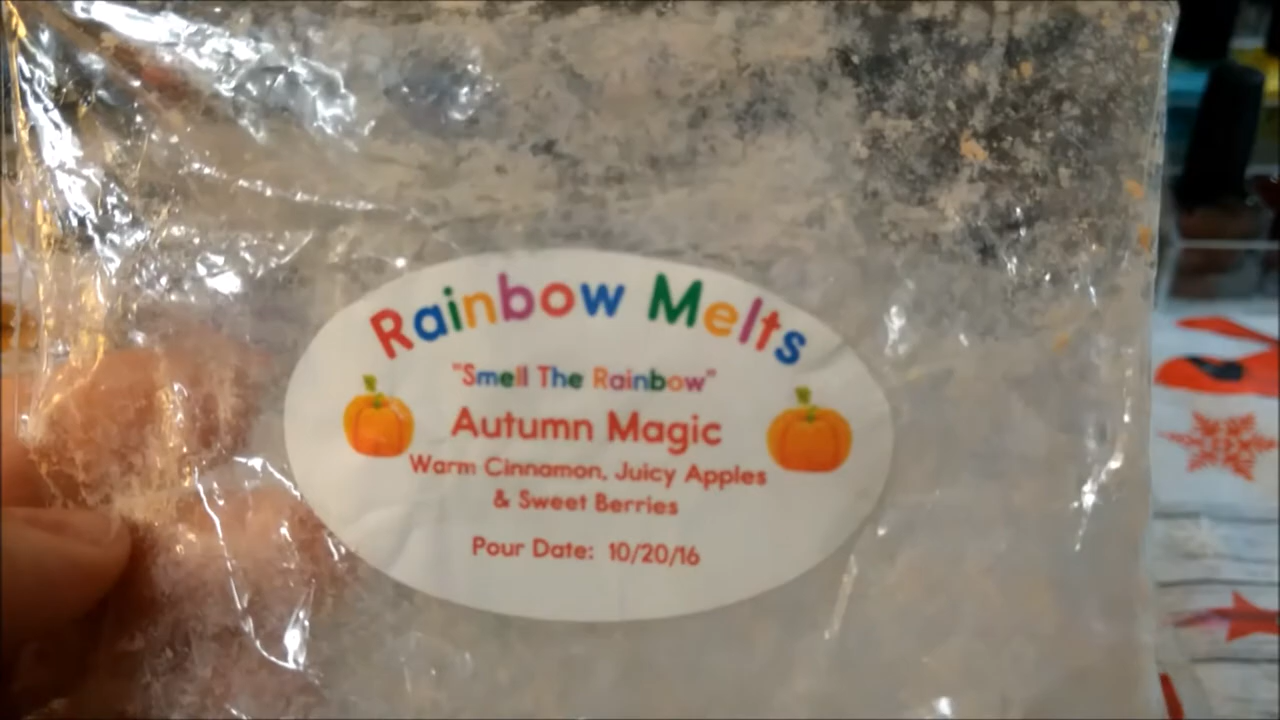 Rainbow Melts
"Smell The Rainbow"
Autumn Magic
Warm Cinnamon, Juicy Apples
& Sweet Berries
Pour Date: 10/20/16